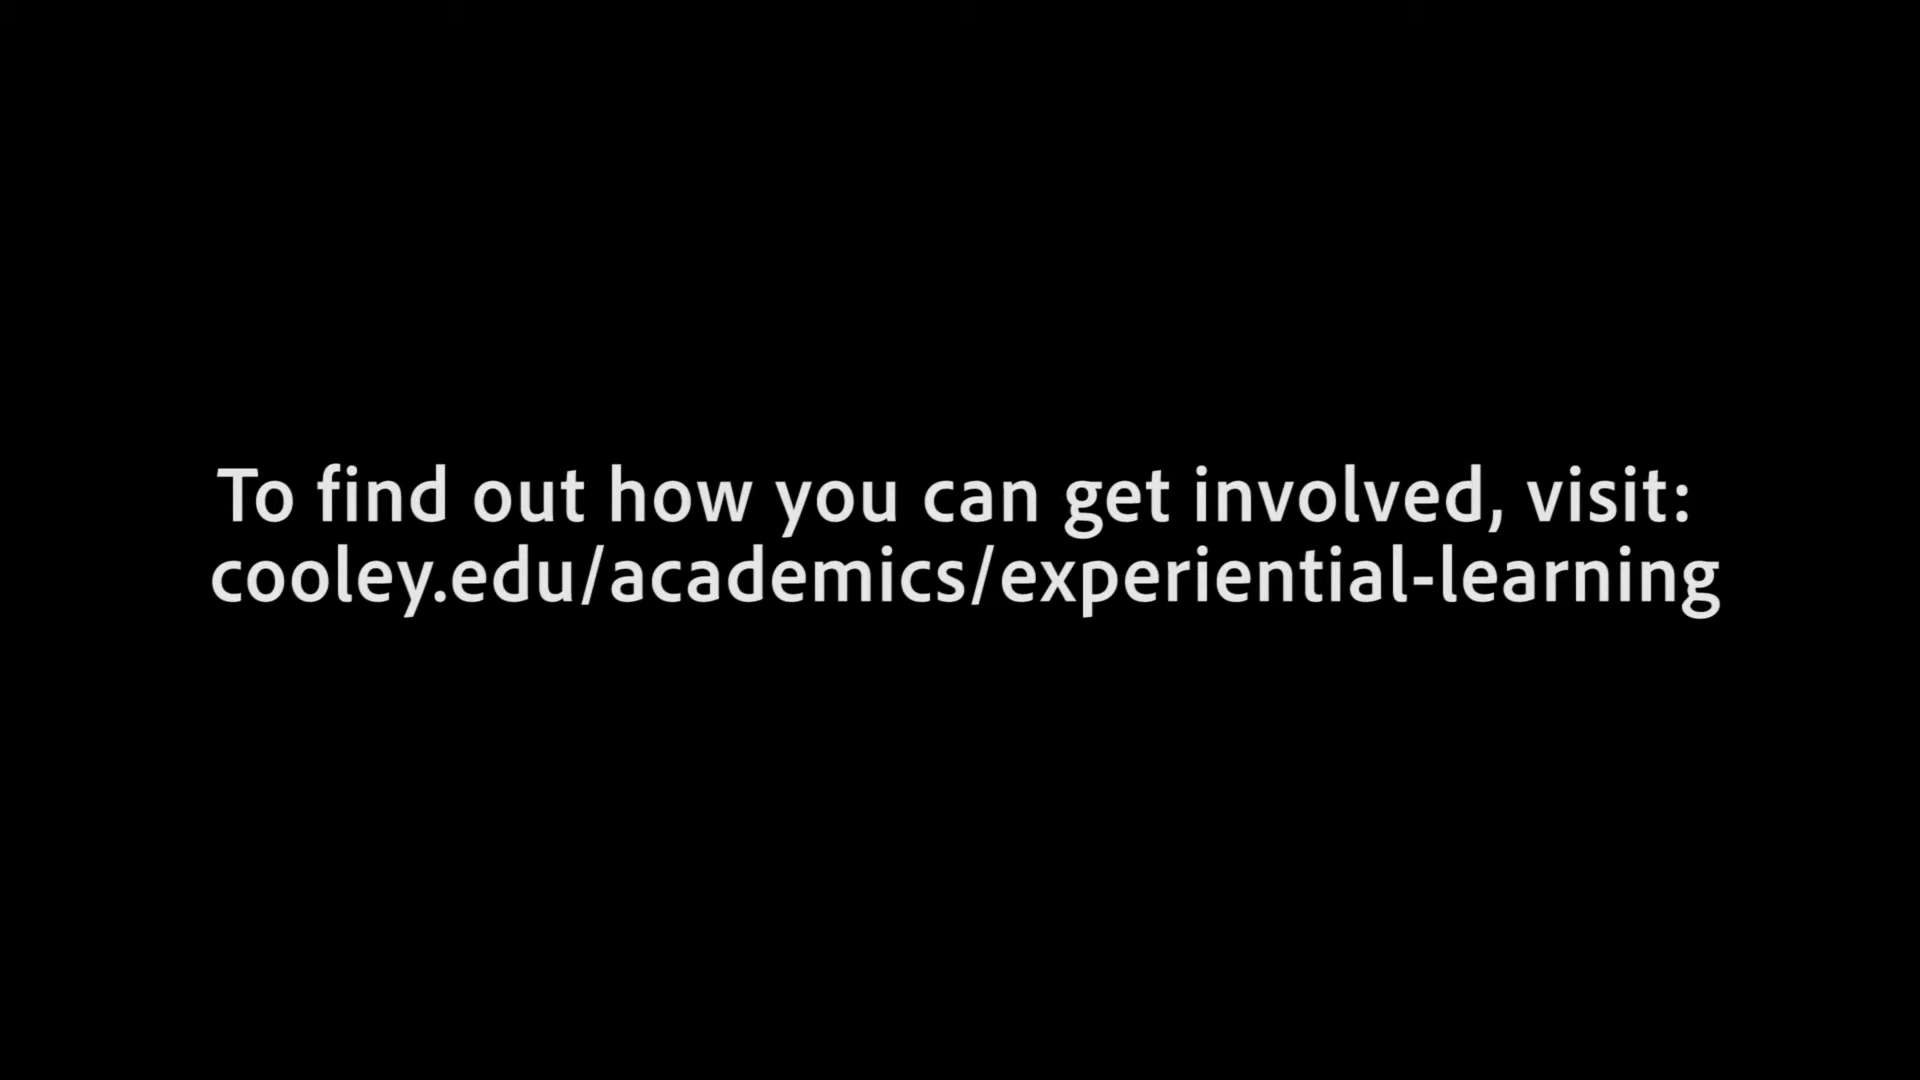 To find out how you can get involved, visit:
cooley.edu/academics/experiential-learning